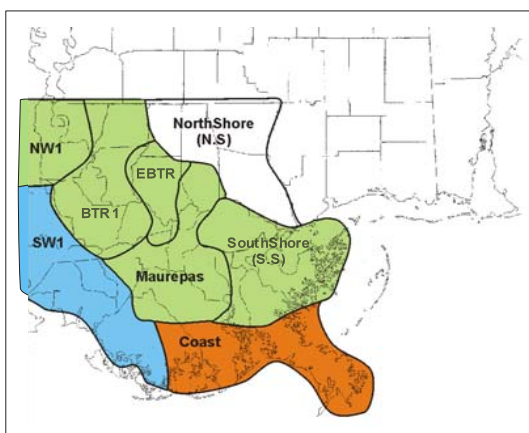 NorthShore
(N.S)
NW1
EBTR
BTR 1
SW1
SouthShore
(S.S)
Maurepas
Coast